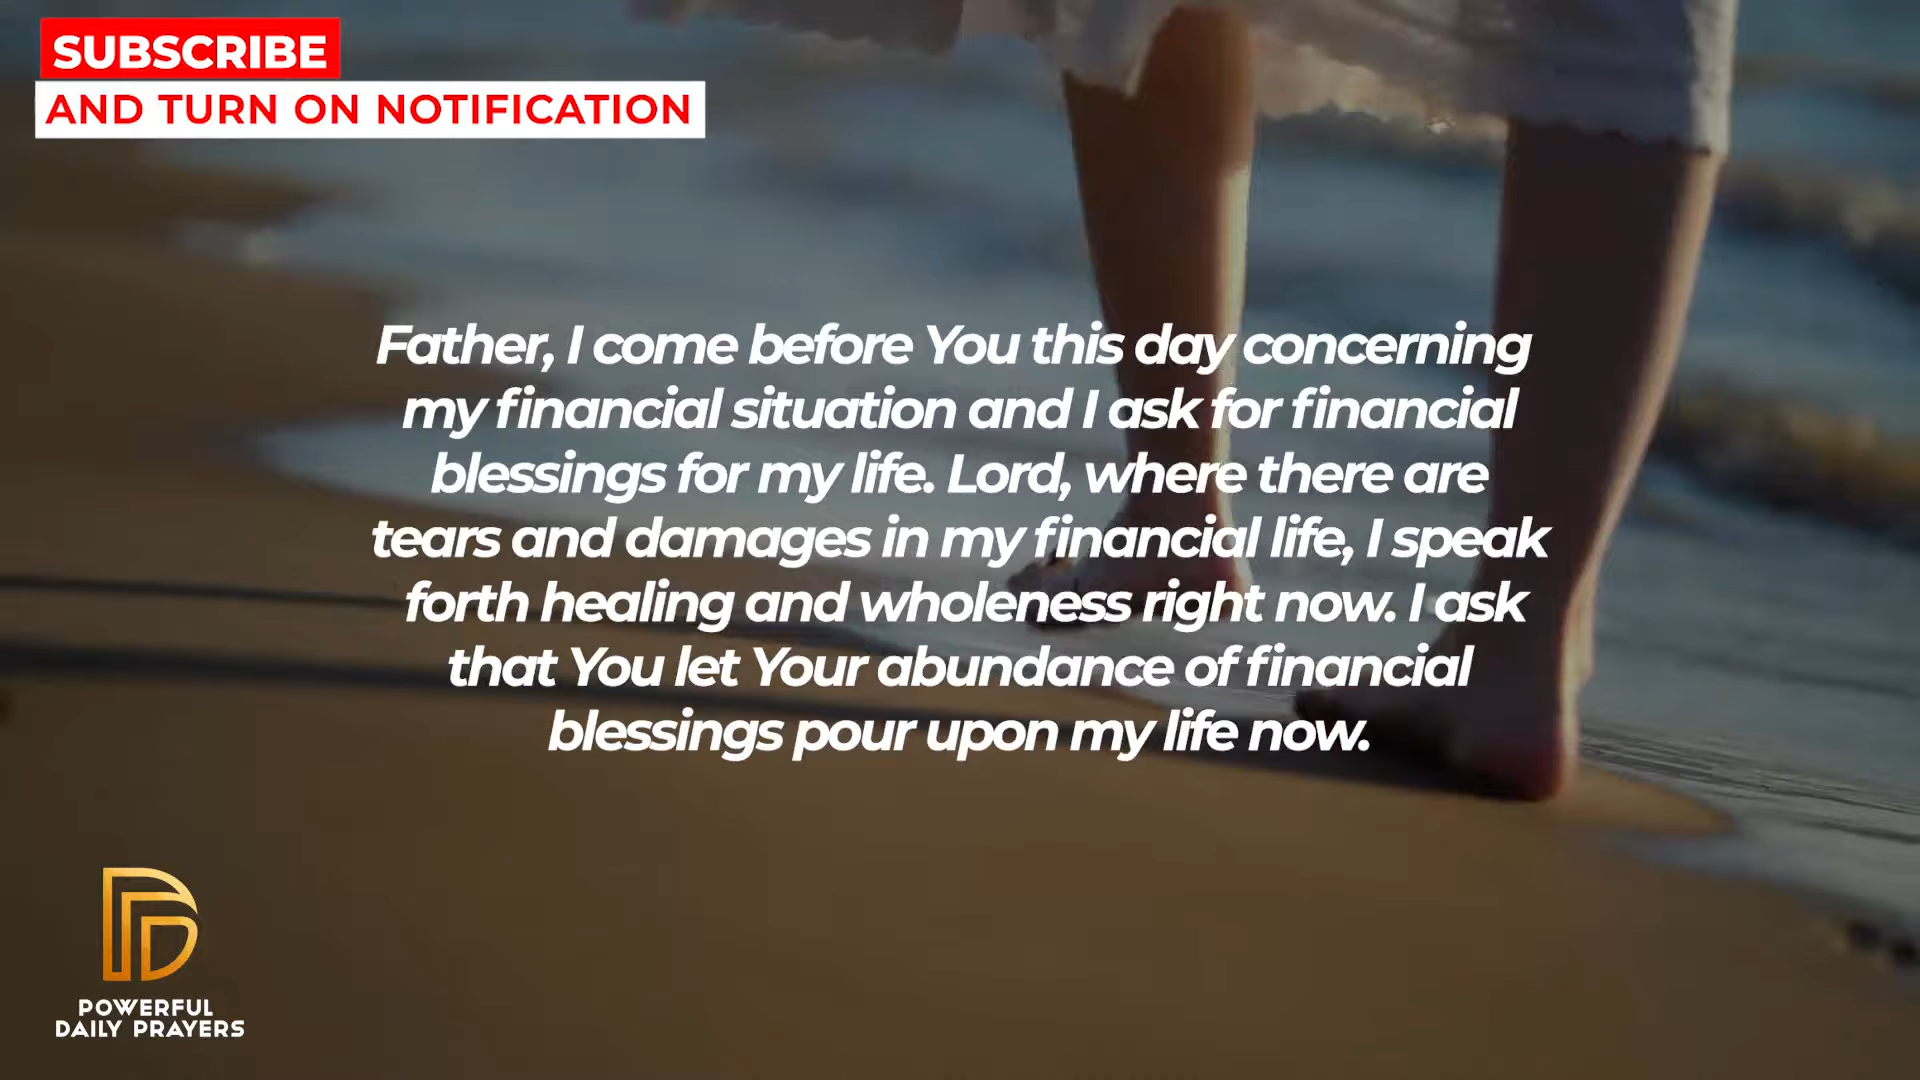 SUBSCRIBE
AND TURN ON NOTIFICATION
Father, I come before You this day concerning
my financial situation and I ask for financial
blessings for my life. Lord, where there are
tears and damages in my financial life, I speak
forth healing and wholeness right now. I ask
that You let Your abundance of financial
blessings pour upon my life now.
POWERFUL
DAILY PRAYERS